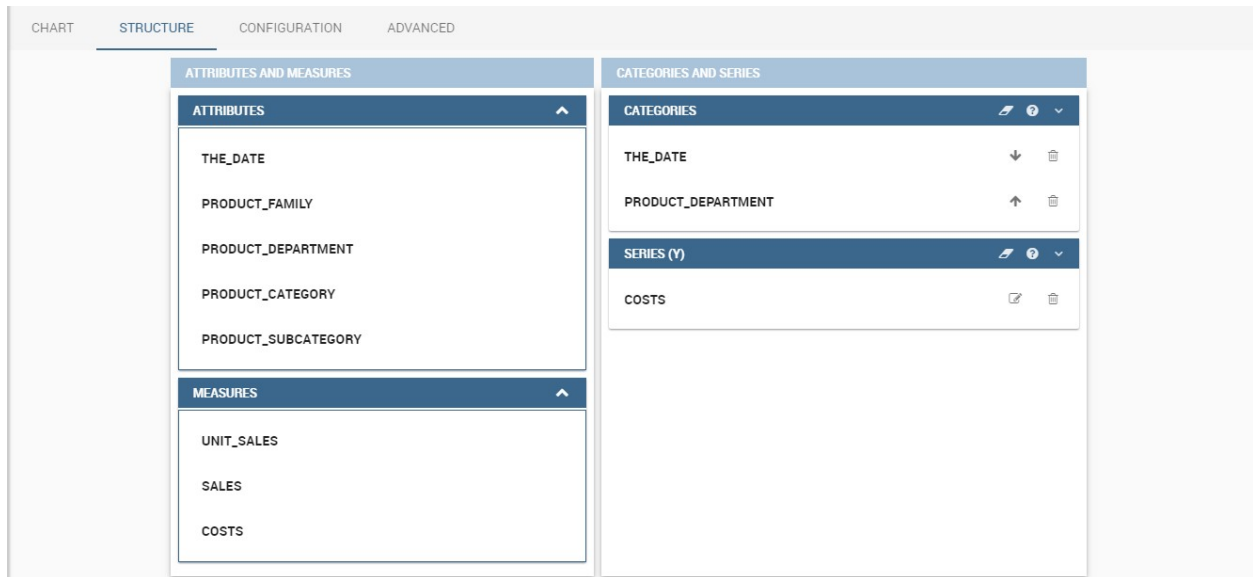 CHART STRUCTURE CONFIGURATION ADVANCED
ATTRIBUTES AND MEASURES
ATTRIBUTES
THE_DATE
PRODUCT_FAMILY
PRODUCT_DEPARTMENT
PRODUCT_CATEGORY
PRODUCT_SUBCATEGORY
MEASURES
UNIT_SALES
SALES
COSTS
CATEGORIES AND SERIES
CATEGORIES
THE_DATE
PRODUCT_DEPARTMENT
SERIES (Y)
COSTS